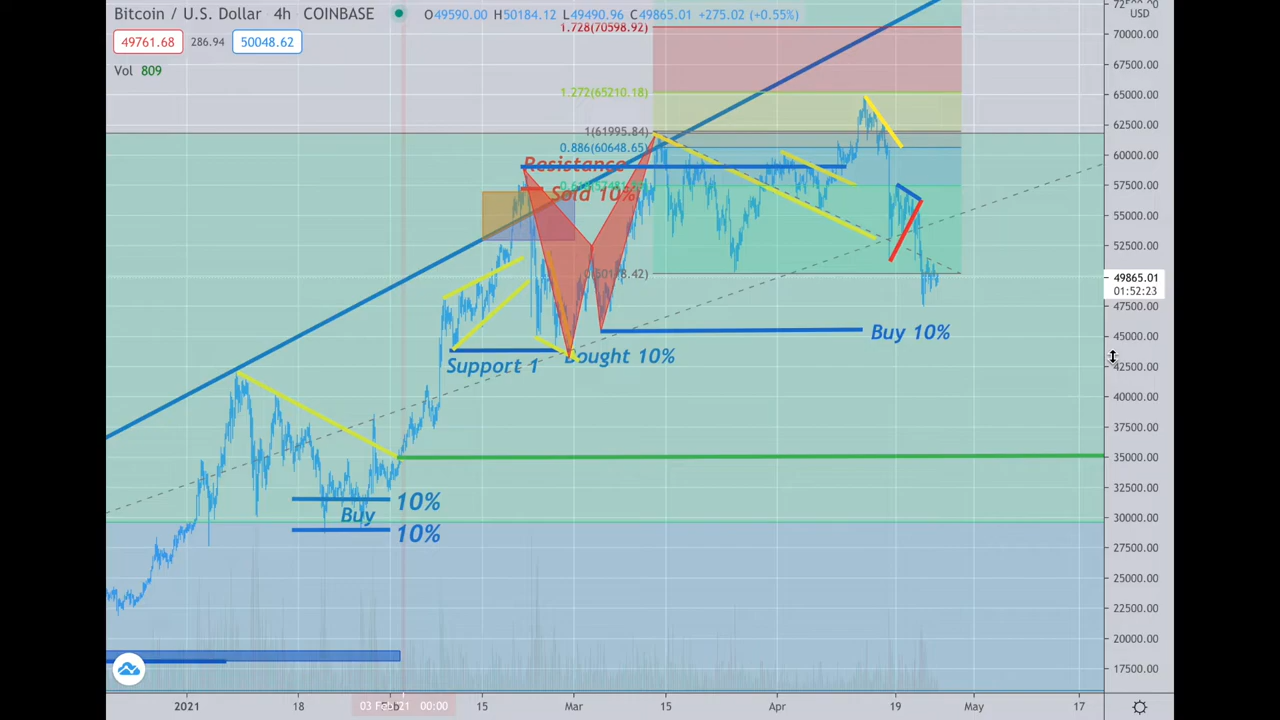 Bitcoin / U.S. Dollar 4h COINBASE O49590.00 H50184.12 L49490.96 C49865.01 +275.02 (+0.55%)
USD
49761.68 286.94 50048.62
Vol 809
1.728(70598.92)
70000.00
67500.00
1.272(65210.18)
65000.00
62500.00
1(61995.84)
0.886(60648.65)
60000.00
Resistance
57500.00
Sold 10%
55000.00
52500.00
49865.01
01:52:23
47500.00
45000.00
Buy 10%
Bought 10%
Support 1
42500.00
40000.00
37500.00
35000.00
32500.00
10%
Buy
30000.00
10%
27500.00
25000.00
22500.00
20000.00
17500.00
2021 18 15 Mar 15 Apr 19 May 17
03 Feb '21 00:00